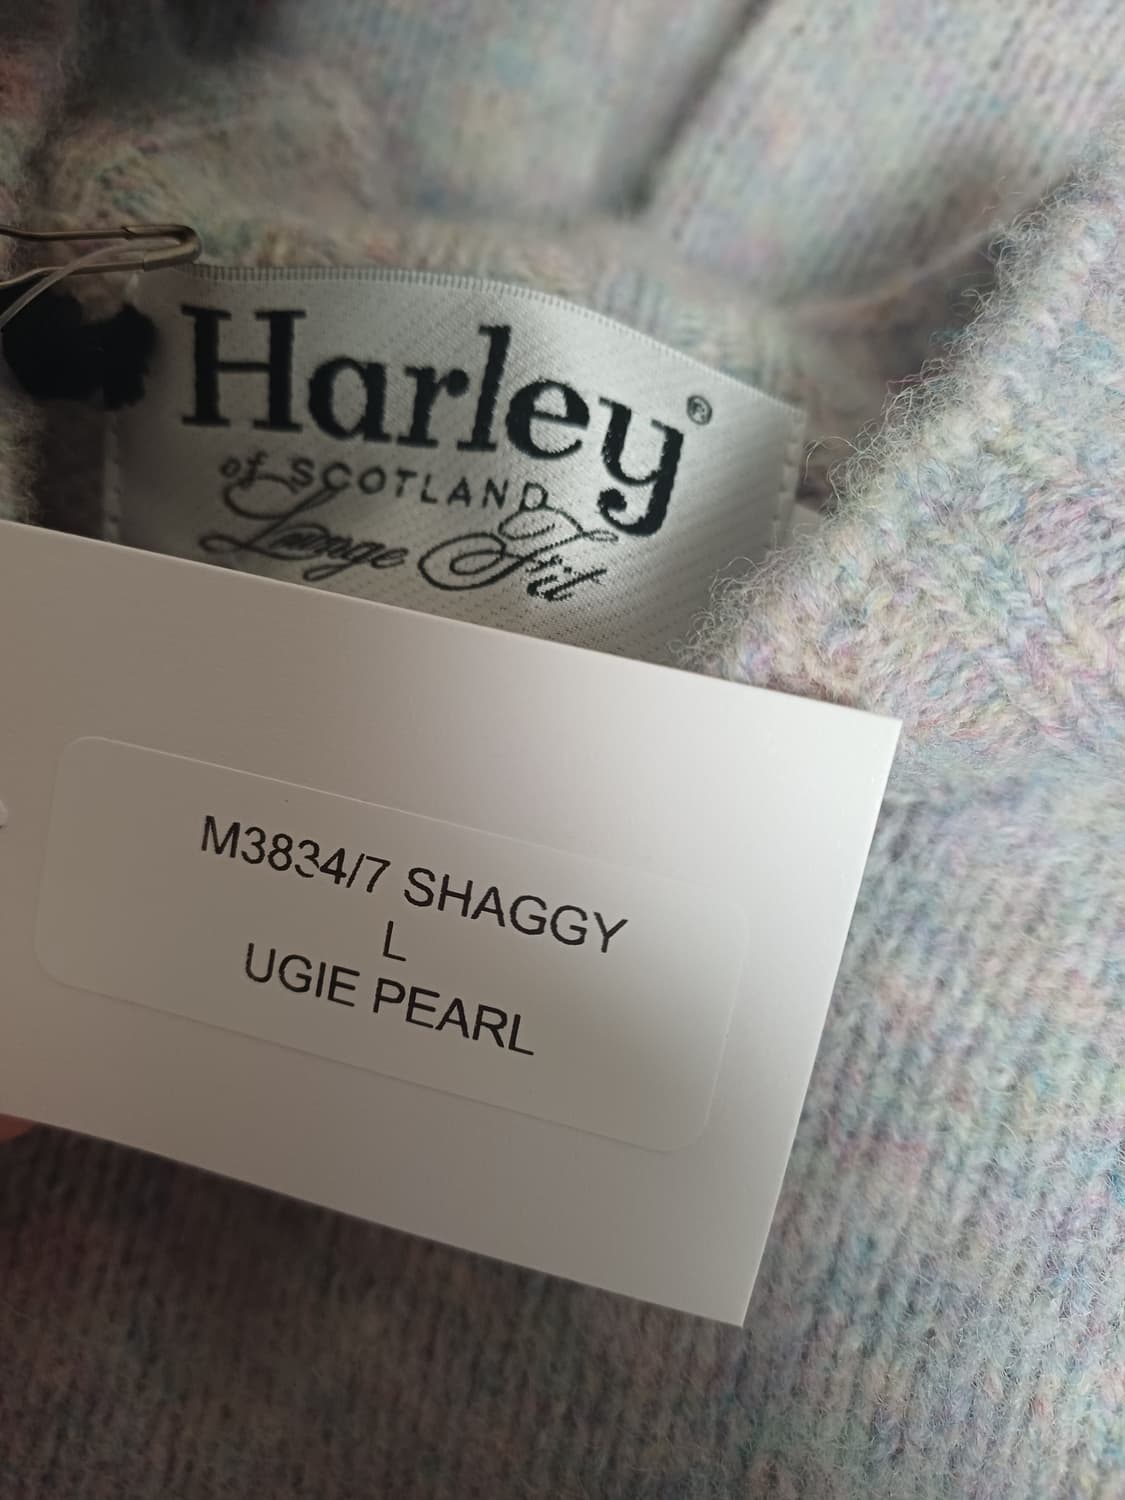 Harley®
of SCOTLAND
Lounge Fit
M3834/7 SHAGGY
L
UGIE PEARL